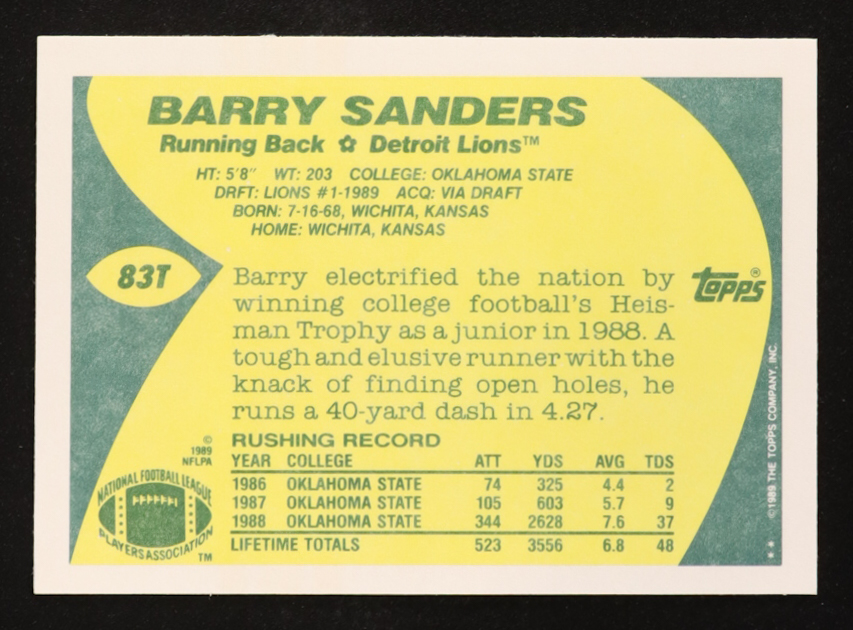 BARRY SANDERS
Running Back ✿ Detroit Lions™
HT: 5'8" WT: 203 COLLEGE: OKLAHOMA STATE
DRFT: LIONS #1-1989 ACQ: VIA DRAFT
BORN: 7-16-68, WICHITA, KANSAS
HOME: WICHITA, KANSAS
83T
Barry electrified the nation by
winning college football's Heis-
man Trophy as a junior in 1988. A
tough and elusive runner with the
knack of finding open holes, he
runs a 40-yard dash in 4.27.
topps®
RUSHING RECORD
YEAR COLLEGE ATT YDS AVG TDS
1986 OKLAHOMA STATE 74 325 4.4 2
1987 OKLAHOMA STATE 105 603 5.7 9
1988 OKLAHOMA STATE 344 2628 7.6 37
LIFETIME TOTALS 523 3556 6.8 48
©
1989
NFLPA
NATIONAL FOOTBALL LEAGUE
PLAYERS ASSOCIATION
TM
** ©1989 THE TOPPS COMPANY, INC.